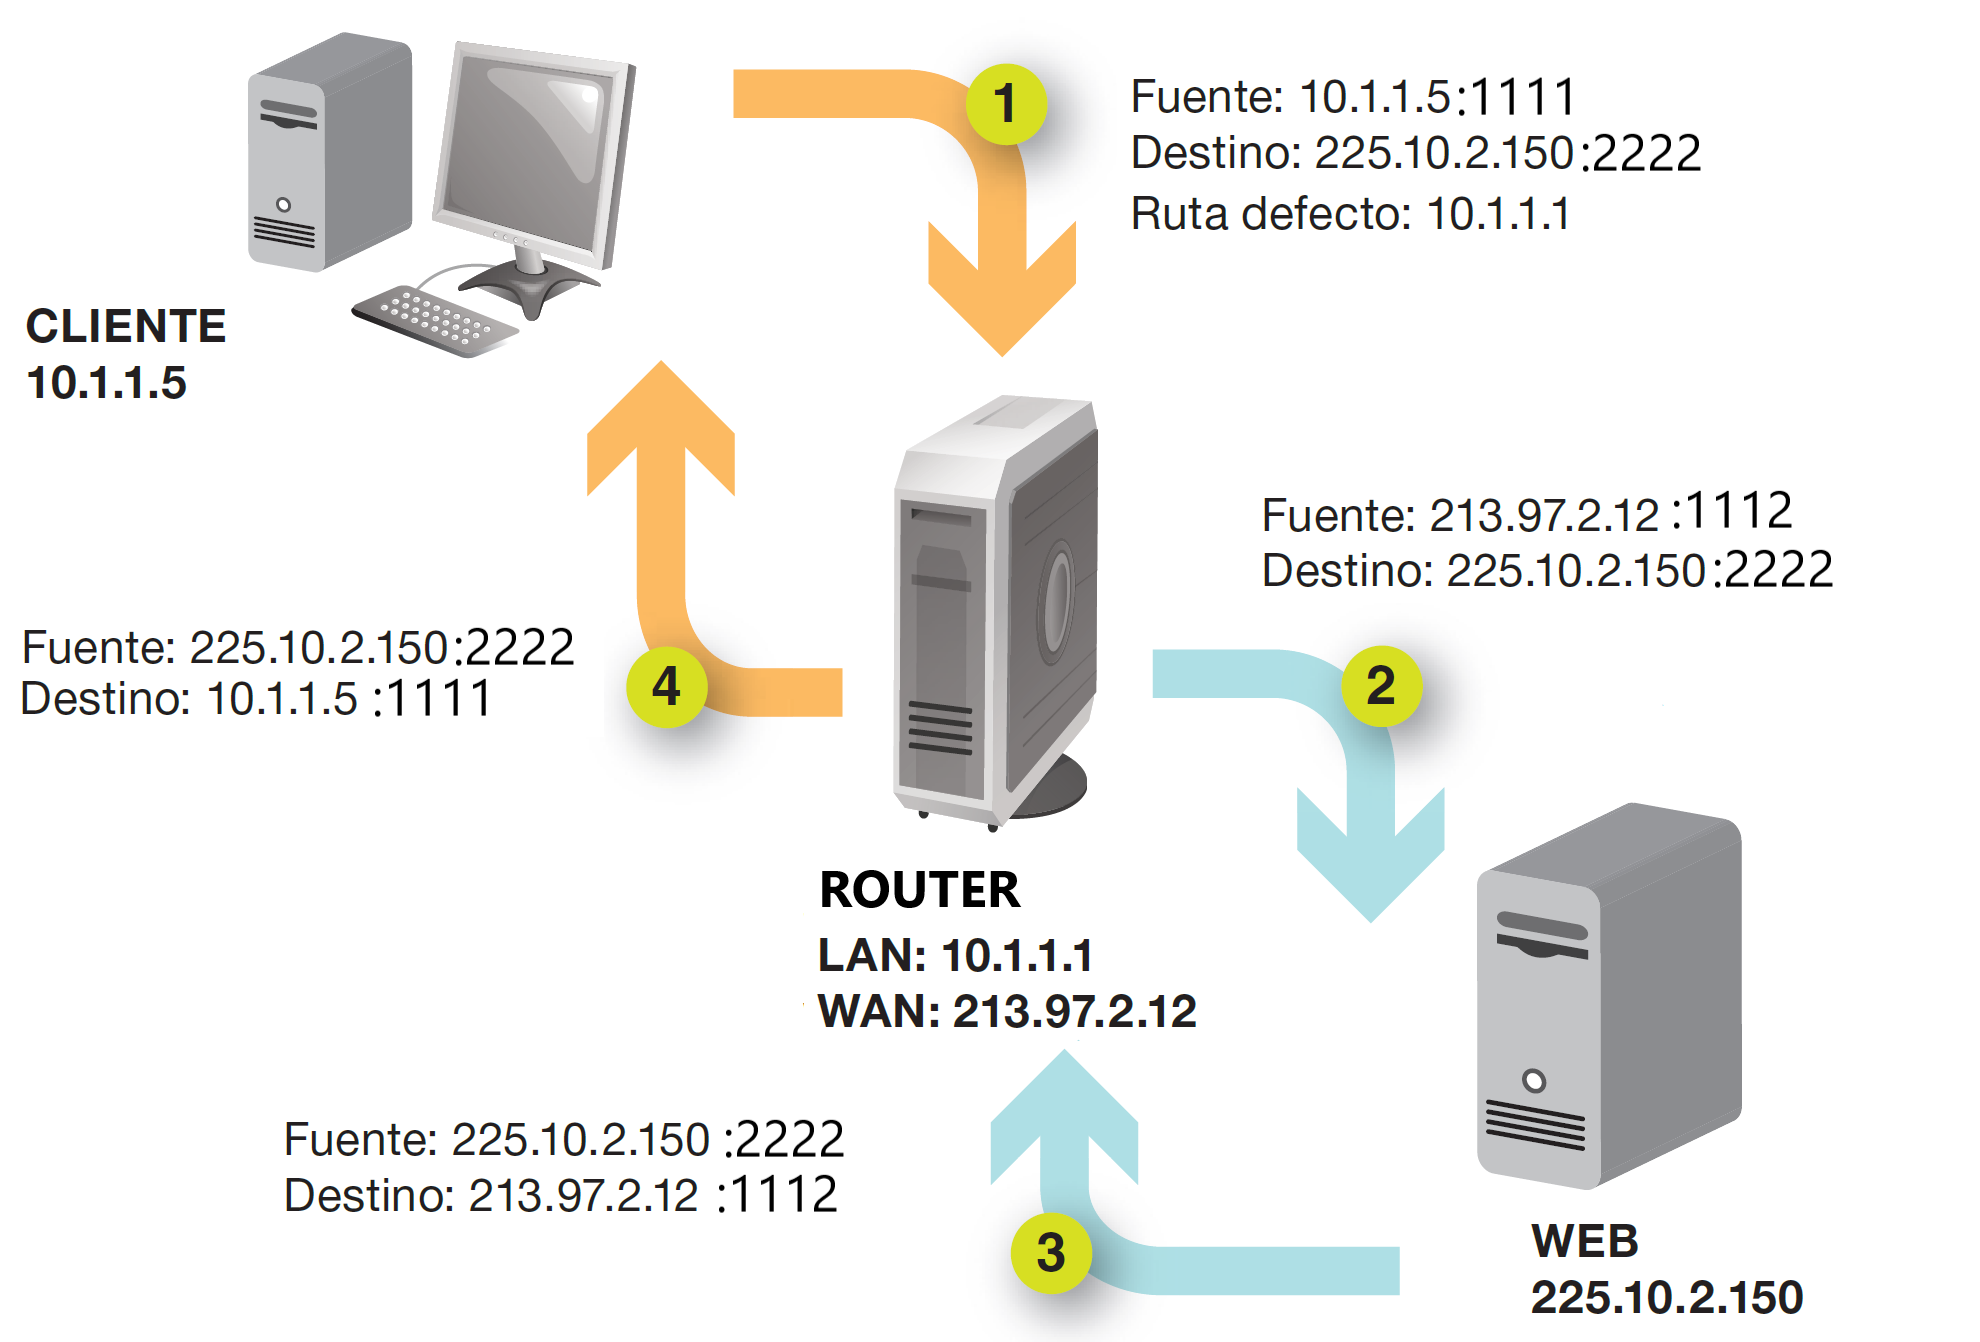 1
Fuente: 10.1.1.5:1111
Destino: 225.10.2.150:2222
Ruta defecto: 10.1.1.1
CLIENTE
10.1.1.5
Fuente: 213.97.2.12 :1112
Destino: 225.10.2.150:2222
2
Fuente: 225.10.2.150:2222
Destino: 10.1.1.5 :1111
4
ROUTER
LAN: 10.1.1.1
WAN: 213.97.2.12
Fuente: 225.10.2.150 :2222
Destino: 213.97.2.12 :1112
3
WEB
225.10.2.150